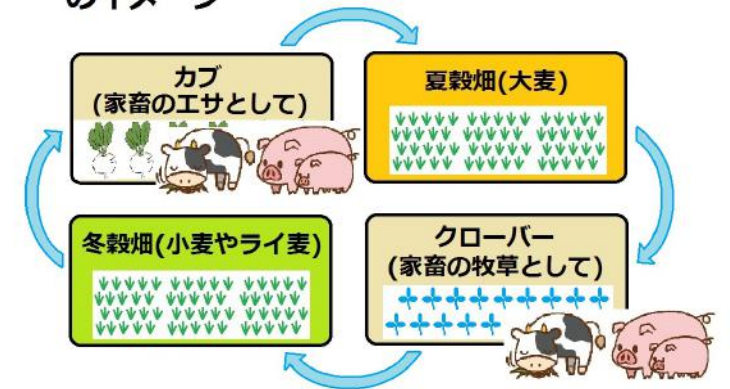 のイメージ
カブ
(家畜のエサとして)
夏穀畑(大麦)
冬穀畑(小麦やライ麦)
クローバー
(家畜の牧草として)